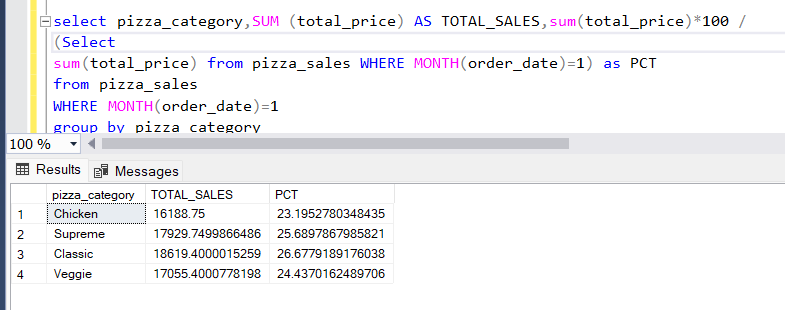 select pizza_category,SUM (total_price) AS TOTAL_SALES,sum(total_price)*100 /
(Select
sum(total_price) from pizza_sales WHERE MONTH(order_date)=1) as PCT
from pizza_sales
WHERE MONTH(order_date)=1
group by pizza_category
100 %
Results Messages
pizza_category TOTAL_SALES PCT
1 Chicken 16188.75 23.1952780348435
2 Supreme 17929.7499866486 25.6897867985821
3 Classic 18619.4000015259 26.6779189176038
4 Veggie 17055.4000778198 24.4370162489706